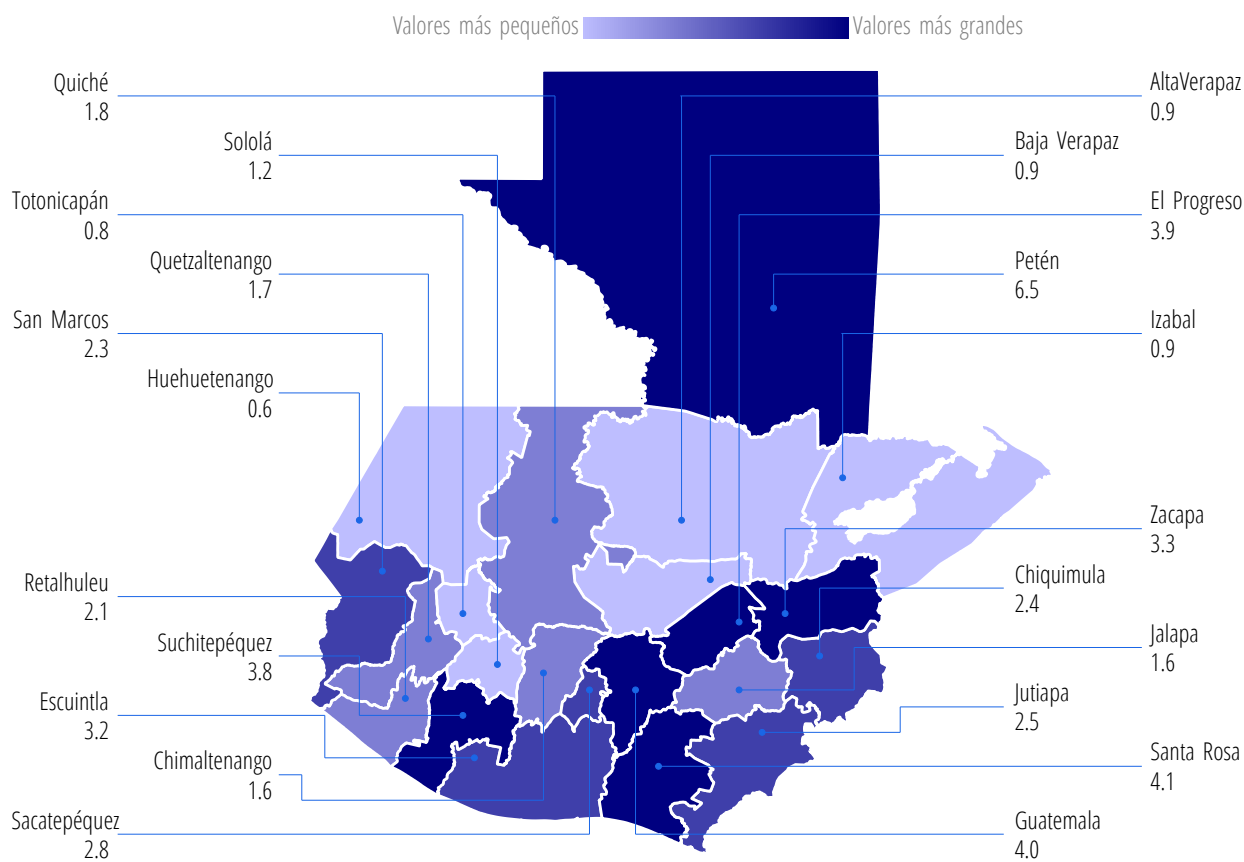 Valores más pequeños
Valores más grandes
Quiché
1.8
Sololá
1.2
Totonicapán
0.8
Quetzaltenango
1.7
San Marcos
2.3
Huehuetenango
0.6
Retalhuleu
2.1
Suchitepéquez
3.8
Escuintla
3.2
Chimaltenango
1.6
Sacatepéquez
2.8
AltaVerapaz
0.9
Baja Verapaz
0.9
El Progreso
3.9
Petén
6.5
Izabal
0.9
Zacapa
3.3
Chiquimula
2.4
Jalapa
1.6
Jutiapa
2.5
Santa Rosa
4.1
Guatemala
4.0